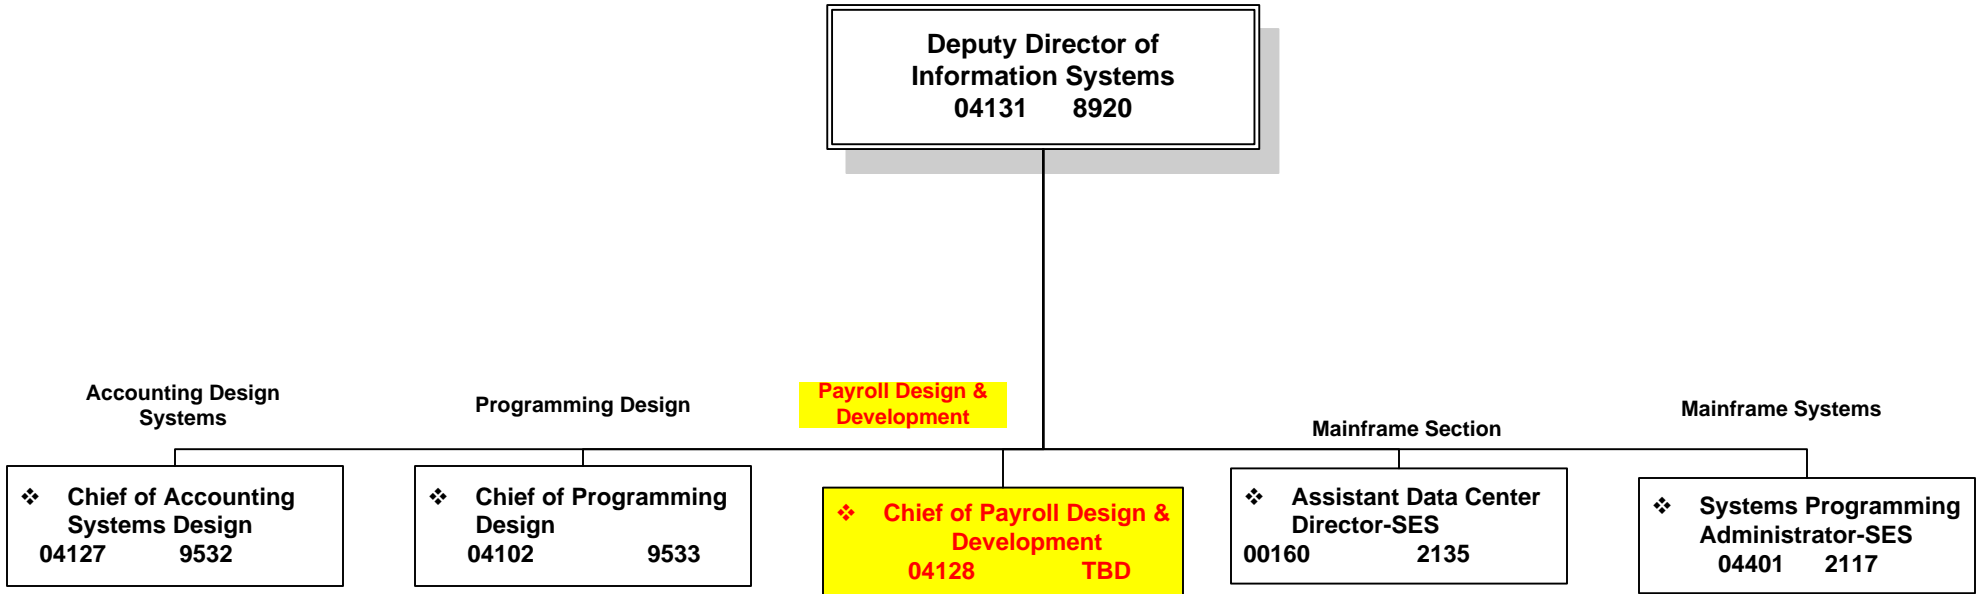 Deputy Director of
Information Systems
04131 8920
Accounting Design
Systems
Programming Design
Payroll Design &
Development
Mainframe Section
Mainframe Systems
❖ Chief of Accounting
Systems Design
04127 9532
❖ Chief of Programming
Design
04102 9533
❖ Chief of Payroll Design &
Development
04128 TBD
❖ Assistant Data Center
Director-SES
00160 2135
❖ Systems Programming
Administrator-SES
04401 2117